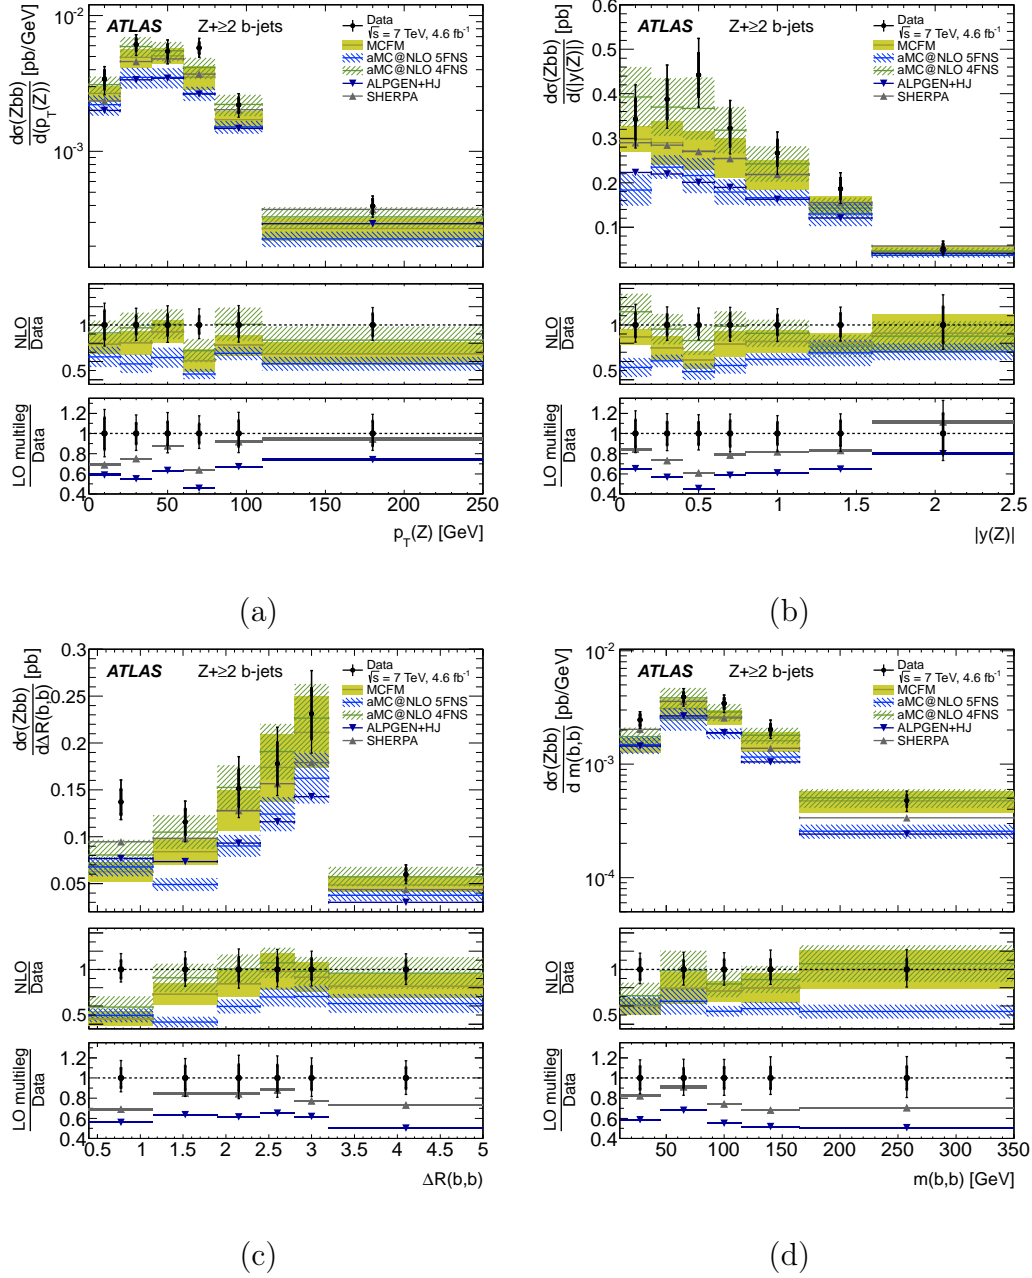 ATLAS Z+≥2 b-jets
Data
√s = 7 TeV, 4.6 fb⁻¹
MCFM
aMC@NLO 5FNS
aMC@NLO 4FNS
ALPGEN+HJ
SHERPA
dσ(Zbb)/d(p_T(Z)) [pb/GeV]
10⁻²
10⁻³
NLO/Data
1
0.5
LO multileg/Data
1.2
1
0.8
0.6
0.4
0 50 100 150 200 250
p_T(Z) [GeV]
(a)
ATLAS Z+≥2 b-jets
Data
√s = 7 TeV, 4.6 fb⁻¹
MCFM
aMC@NLO 5FNS
aMC@NLO 4FNS
ALPGEN+HJ
SHERPA
dσ(Zbb)/d(|y(Z)|) [pb]
0.6
0.5
0.4
0.3
0.2
0.1
NLO/Data
1
0.5
LO multileg/Data
1.2
1
0.8
0.6
0.4
0 0.5 1 1.5 2 2.5
|y(Z)|
(b)
ATLAS Z+≥2 b-jets
Data
√s = 7 TeV, 4.6 fb⁻¹
MCFM
aMC@NLO 5FNS
aMC@NLO 4FNS
ALPGEN+HJ
SHERPA
dσ(Zbb)/dΔR(b,b) [pb]
0.3
0.25
0.2
0.15
0.1
0.05
NLO/Data
1
0.5
LO multileg/Data
1.2
1
0.8
0.6
0.4
0.5 1 1.5 2 2.5 3 3.5 4 4.5 5
ΔR(b,b)
(c)
ATLAS Z+≥2 b-jets
Data
√s = 7 TeV, 4.6 fb⁻¹
MCFM
aMC@NLO 5FNS
aMC@NLO 4FNS
ALPGEN+HJ
SHERPA
dσ(Zbb)/d m(b,b) [pb/GeV]
10⁻²
10⁻³
10⁻⁴
NLO/Data
1
0.5
LO multileg/Data
1.2
1
0.8
0.6
0.4
50 100 150 200 250 300 350
m(b,b) [GeV]
(d)